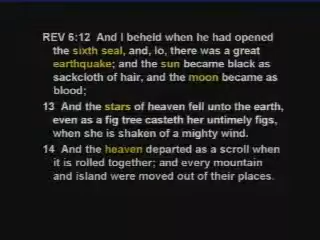 REV 6:12 And I beheld when he had opened
the sixth seal, and, lo, there was a great
earthquake; and the sun became black as
sackcloth of hair, and the moon became as
blood;
13 And the stars of heaven fell unto the earth,
even as a fig tree casteth her untimely figs,
when she is shaken of a mighty wind.
14 And the heaven departed as a scroll when
it is rolled together; and every mountain
and island were moved out of their places.